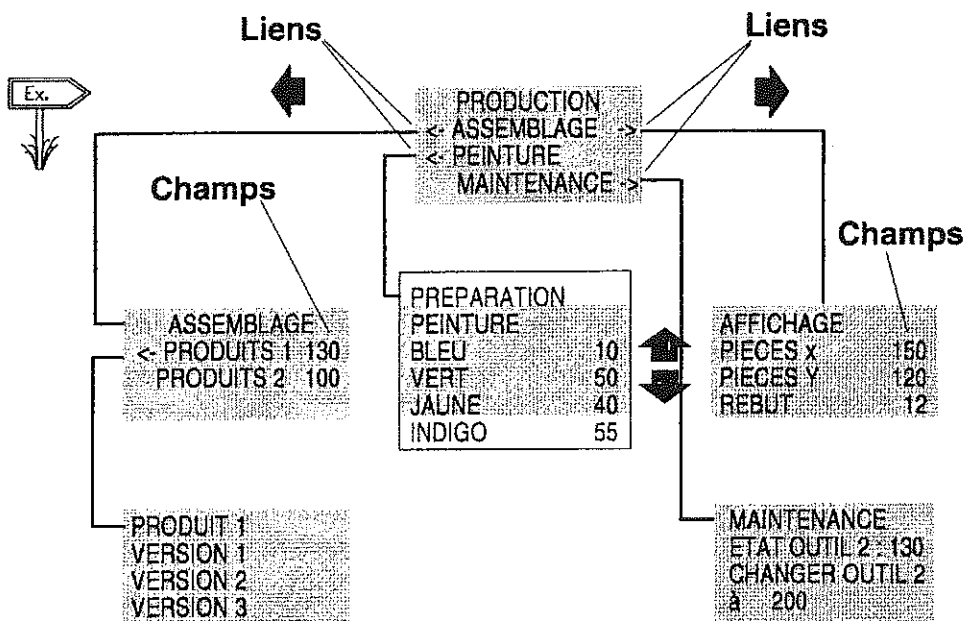 Liens
Liens
Ex.
PRODUCTION
<- ASSEMBLAGE ->
<- PEINTURE
MAINTENANCE ->
Champs
Champs
ASSEMBLAGE
<- PRODUITS 1 130
PRODUITS 2 100
PREPARATION
PEINTURE
BLEU 10
VERT 50
JAUNE 40
INDIGO 55
AFFICHAGE
PIECES X 150
PIECES Y 120
REBUT 12
PRODUIT 1
VERSION 1
VERSION 2
VERSION 3
MAINTENANCE
ETAT OUTIL 2 : 130
CHANGER OUTIL 2
à 200